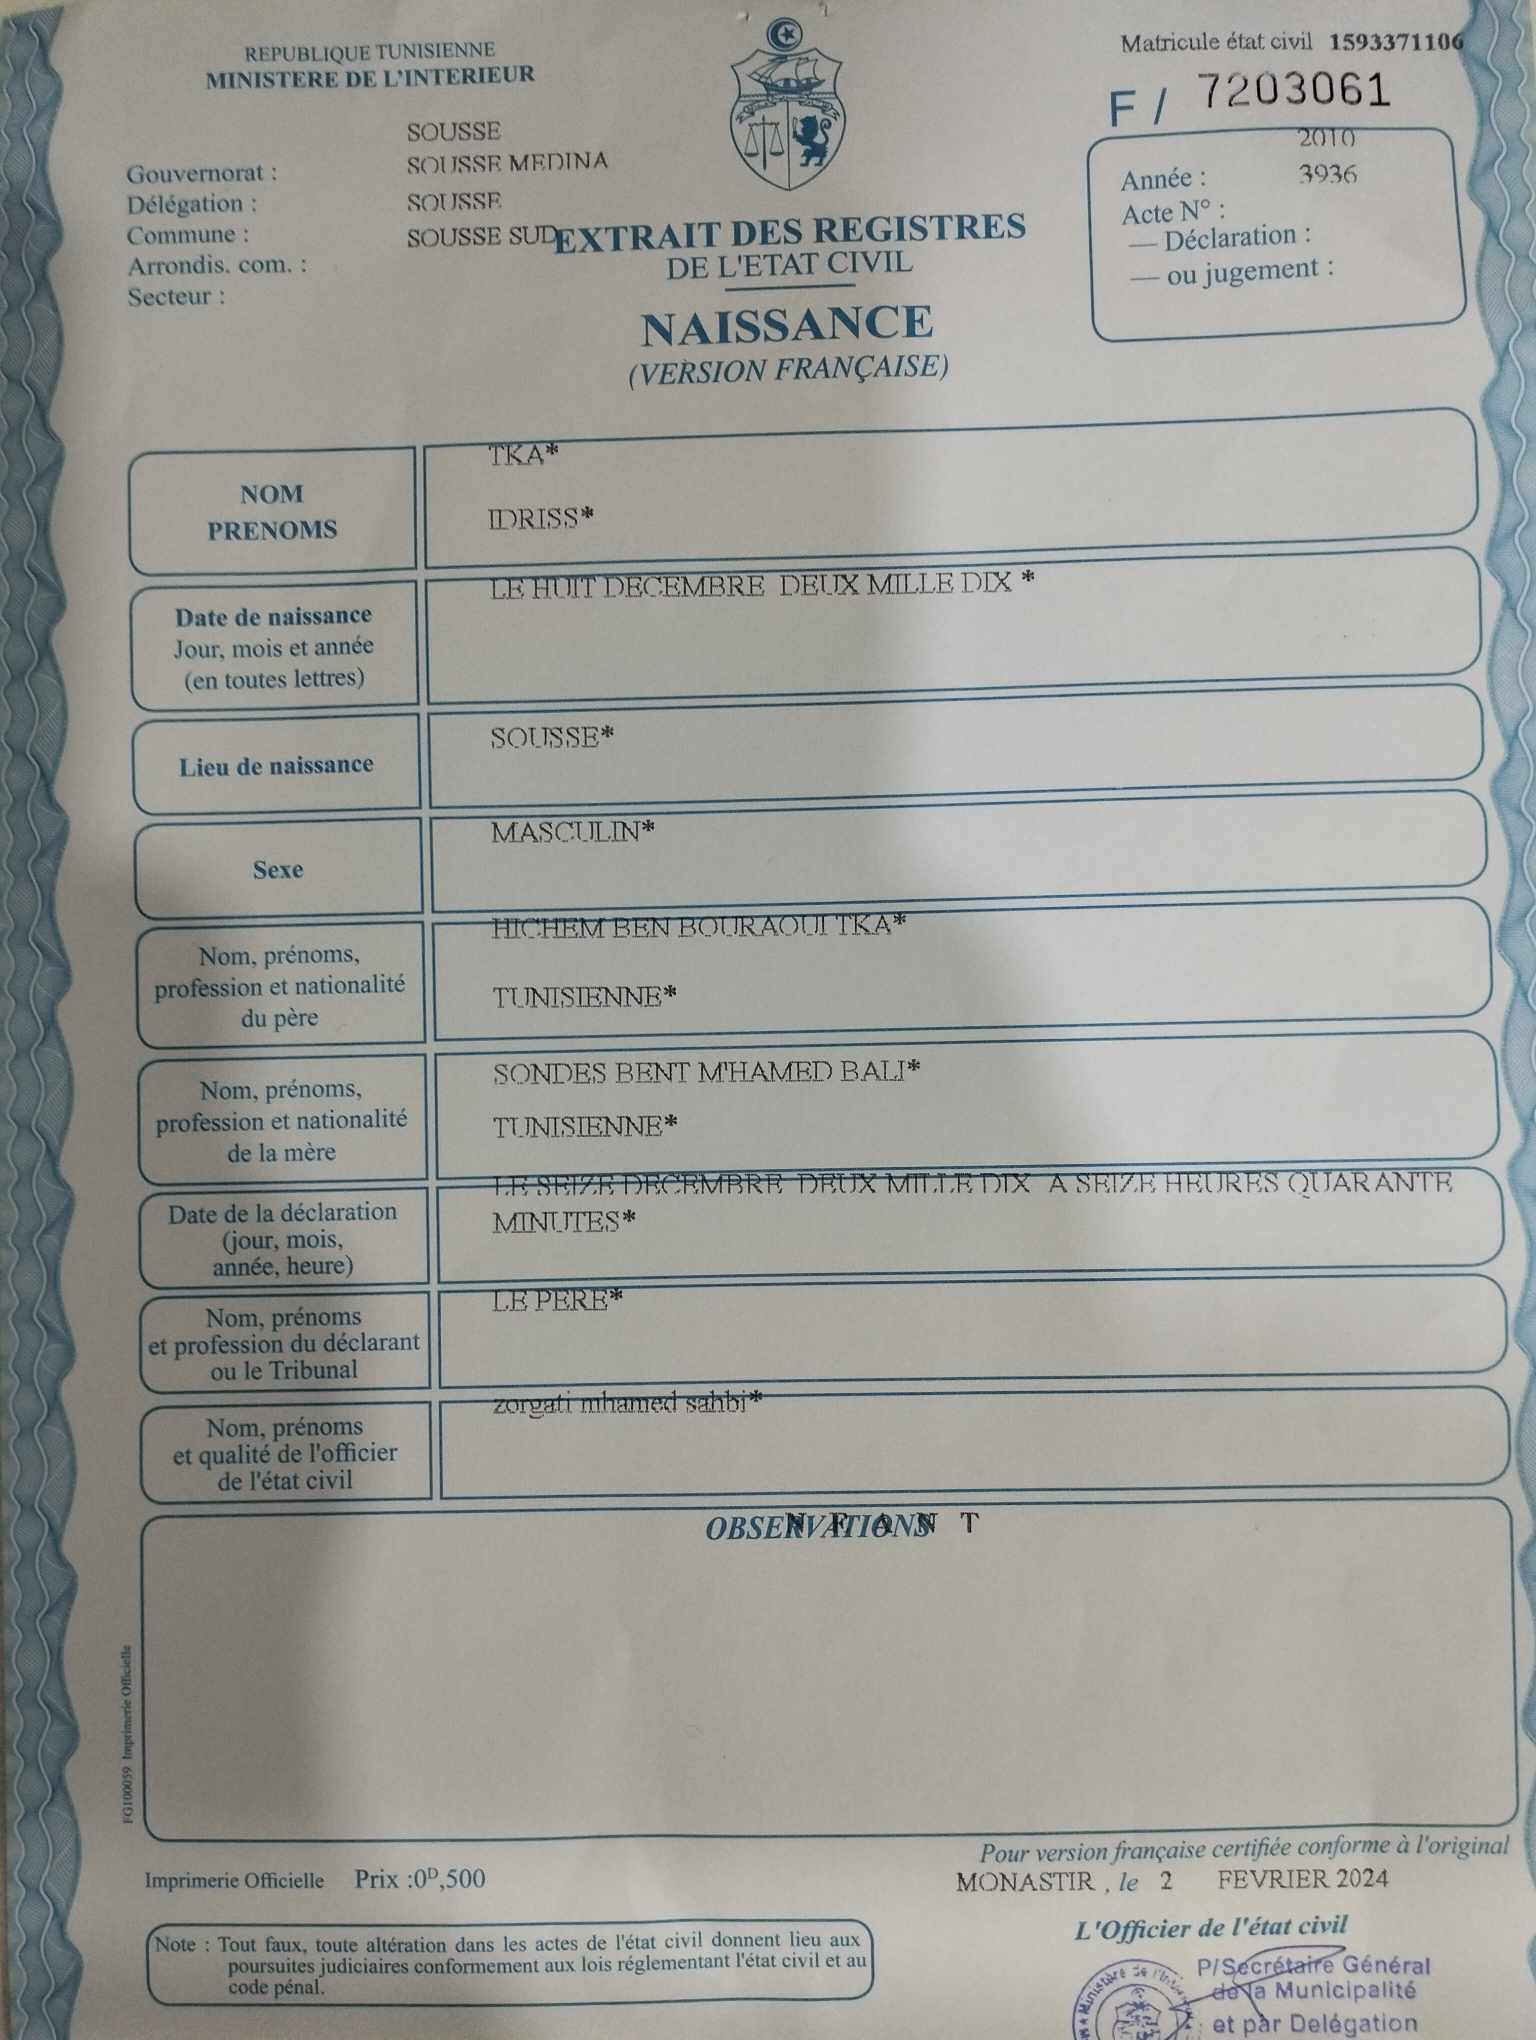 REPUBLIQUE TUNISIENNE
MINISTERE DE L'INTERIEUR
Matricule état civil 1593371106
F / 7203061
SOUSSE
Gouvernorat : SOUSSE MEDINA
Délégation : SOUSSE
Commune : SOUSSE SUD
Arrondis. com. :
Secteur :
EXTRAIT DES REGISTRES
DE L'ETAT CIVIL
NAISSANCE
(VERSION FRANÇAISE)
2010
Année : 3936
Acte N° :
— Déclaration :
— ou jugement :
NOM
PRENOMS
TKA*
IDRISS*
Date de naissance
Jour, mois et année
(en toutes lettres)
LE HUIT DECEMBRE DEUX MILLE DIX *
Lieu de naissance
SOUSSE*
Sexe
MASCULIN*
Nom, prénoms,
profession et nationalité
du père
HICHEM BEN BOURAOUI TKA*
TUNISIENNE*
Nom, prénoms,
profession et nationalité
de la mère
SONDES BENT M'HAMED BALI*
TUNISIENNE*
Date de la déclaration
(jour, mois,
année, heure)
LE SEIZE DECEMBRE DEUX MILLE DIX A SEIZE HEURES QUARANTE
MINUTES*
Nom, prénoms
et profession du déclarant
ou le Tribunal
LE PERE*
Nom, prénoms
et qualité de l'officier
de l'état civil
zorgati mhamed sahbi*
OBSERVATIONS
N E A N T
FG100059 Imprimerie Officielle
Pour version française certifiée conforme à l'original
Imprimerie Officielle Prix :0ᴰ,500
MONASTIR , le 2 FEVRIER 2024
L'Officier de l'état civil
Note : Tout faux, toute altération dans les actes de l'état civil donnent lieu aux
poursuites judiciaires conformement aux lois réglementant l'état civil et au
code pénal.
P/Secrétaire Général
de la Municipalité
et par Delégation